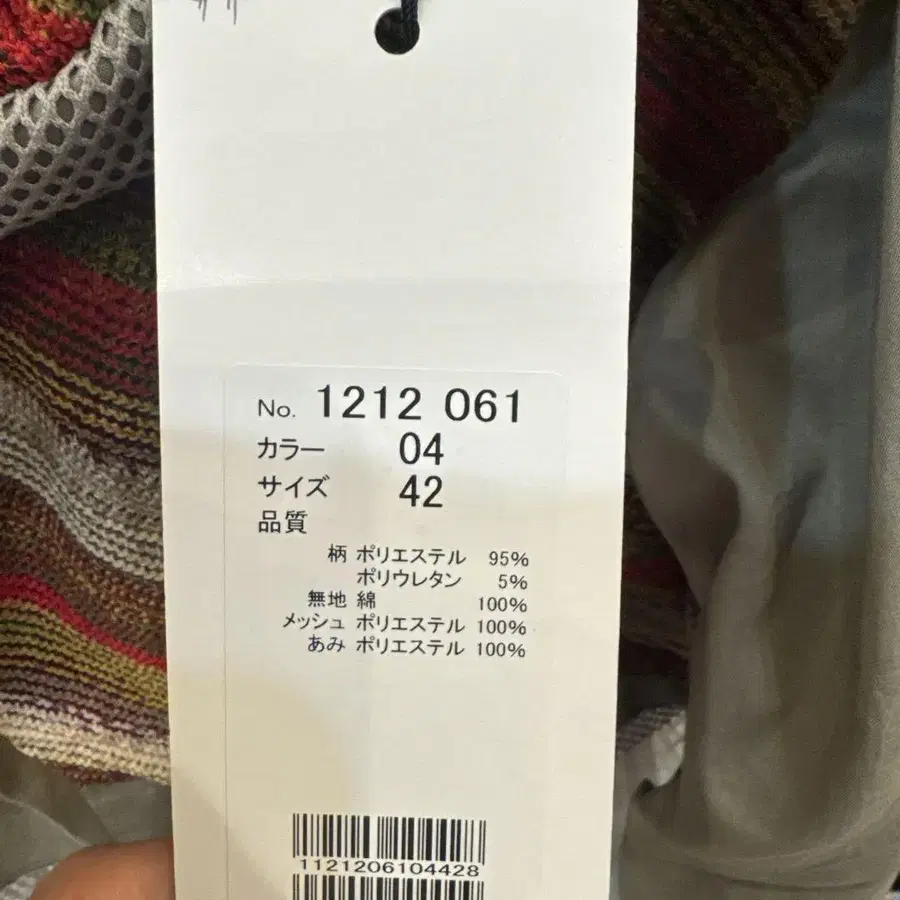 No. 1212 061
カラー 04
サイズ 42
品質
柄 ポリエステル 95%
ポリウレタン 5%
無地 綿 100%
メッシュ ポリエステル 100%
あみ ポリエステル 100%
1121206104428